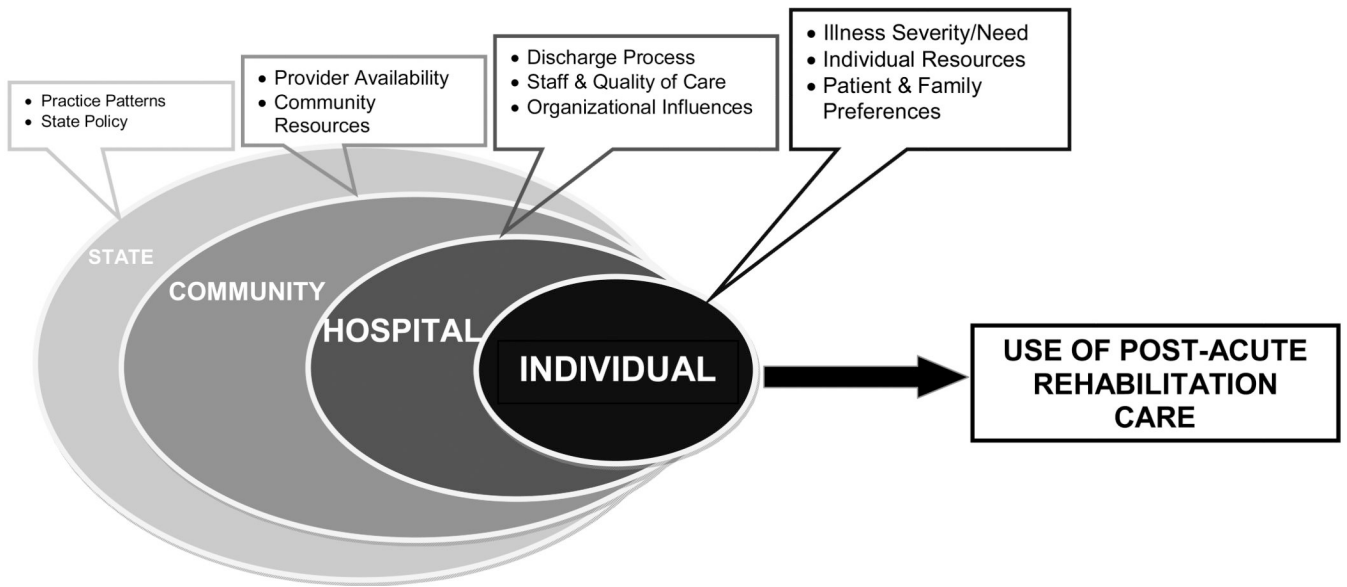 • Practice Patterns
• State Policy
• Provider Availability
• Community
Resources
• Discharge Process
• Staff & Quality of Care
• Organizational Influences
• Illness Severity/Need
• Individual Resources
• Patient & Family
Preferences
STATE
COMMUNITY
HOSPITAL
INDIVIDUAL
USE OF POST-ACUTE
REHABILITATION
CARE